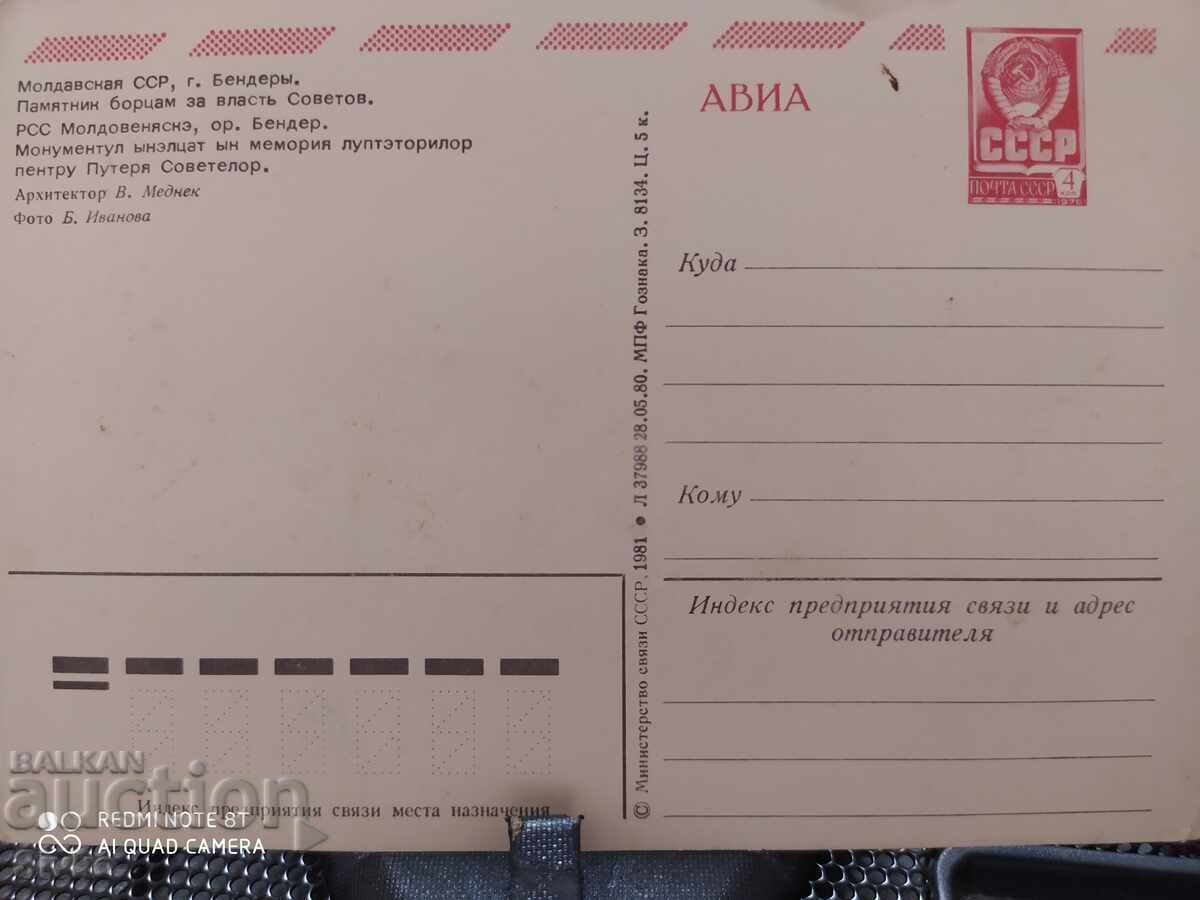 Молдавская ССР, г. Бендеры.
Памятник борцам за власть Советов.
РСС Молдовеняскэ, ор. Бендер.
Монументул ынэлцат ын мемория луптэторилор
пентру Путеря Советелор.
Архитектор В. Меднек
Фото Б. Иванова
АВИА
СССР
ПОЧТА СССР
4
КОП
1978
Куда
Кому
Индекс предприятия связи и адрес
отправителя
© Министерство связи СССР, 1981 • Л 37988 28.05.80. МПФ Гознака. З. 8134. Ц. 5 к.
Индекс предприятия связи места назначения
BALKAN
auction
REDMI NOTE 8T
AI QUAD CAMERA